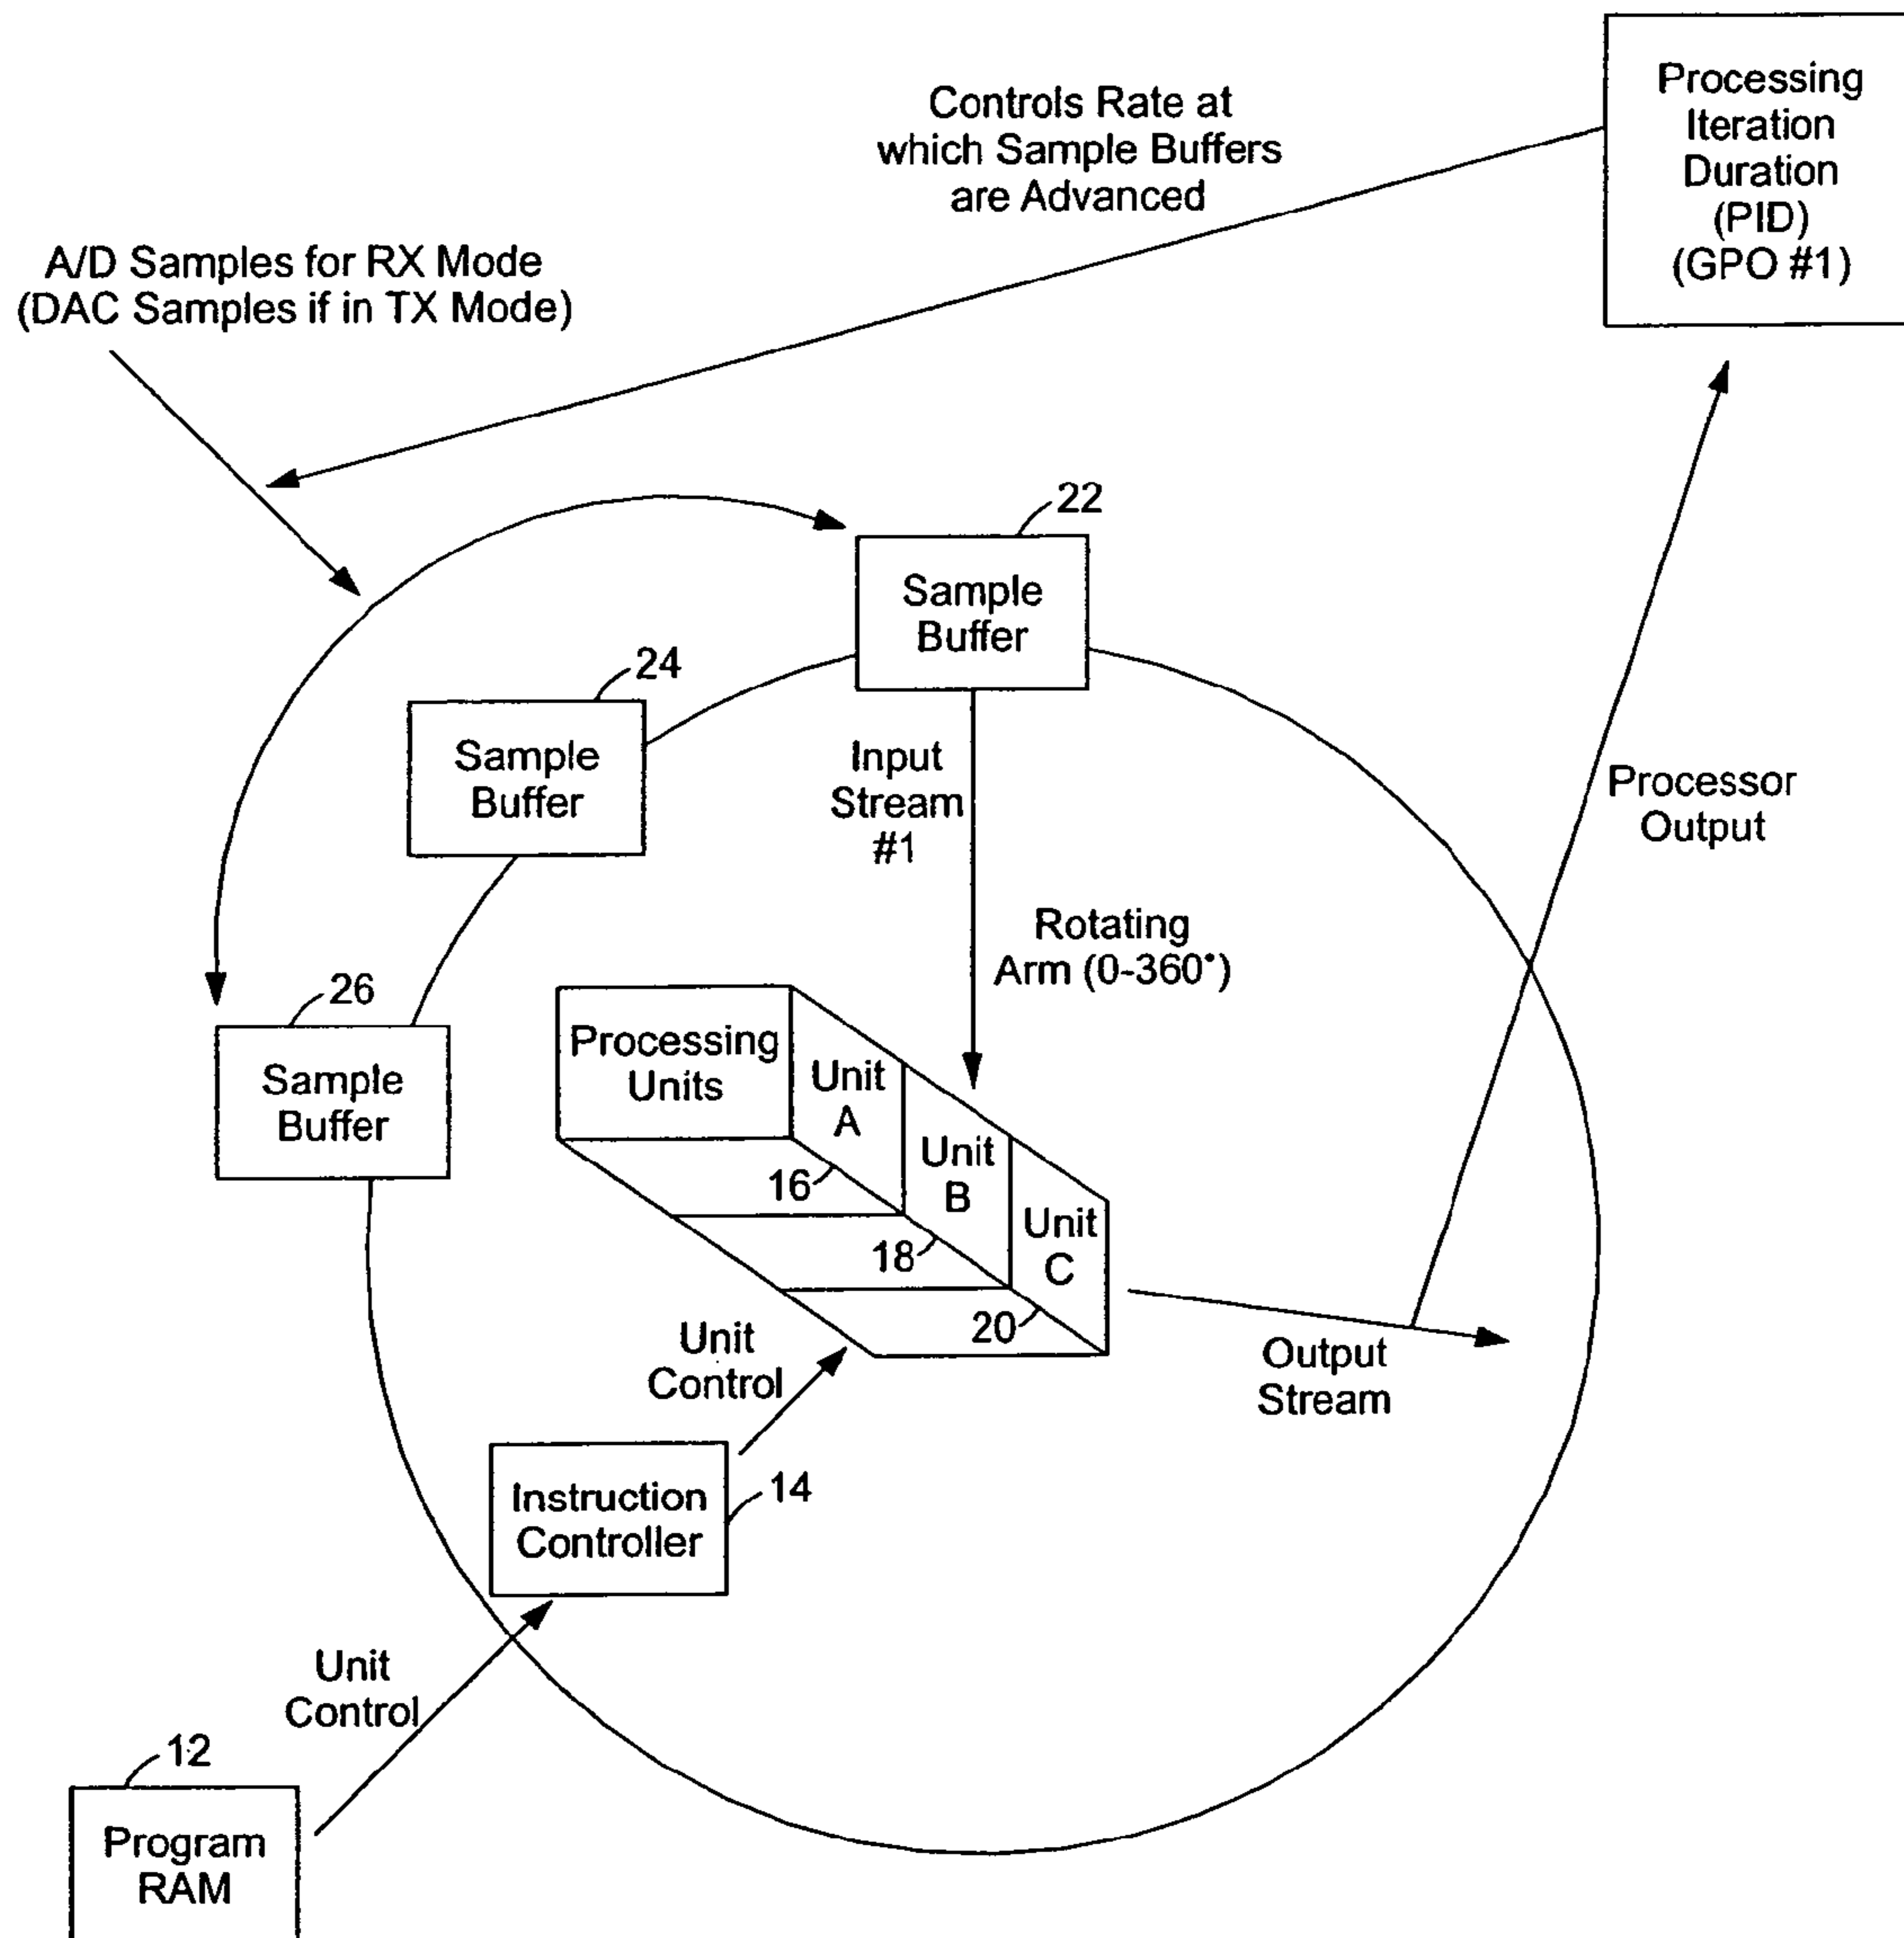 Processing
Iteration
Duration
(PID)
(GPO #1)
Controls Rate at
which Sample Buffers
are Advanced
A/D Samples for RX Mode
(DAC Samples if in TX Mode)
22
Sample
Buffer
24
Sample
Buffer
Input
Stream
#1
Processor
Output
Rotating
Arm (0-360°)
26
Sample
Buffer
Processing
Units
Unit
A
Unit
B
Unit
C
16
18
20
Unit
Control
Output
Stream
Instruction
Controller
14
Unit
Control
12
Program
RAM